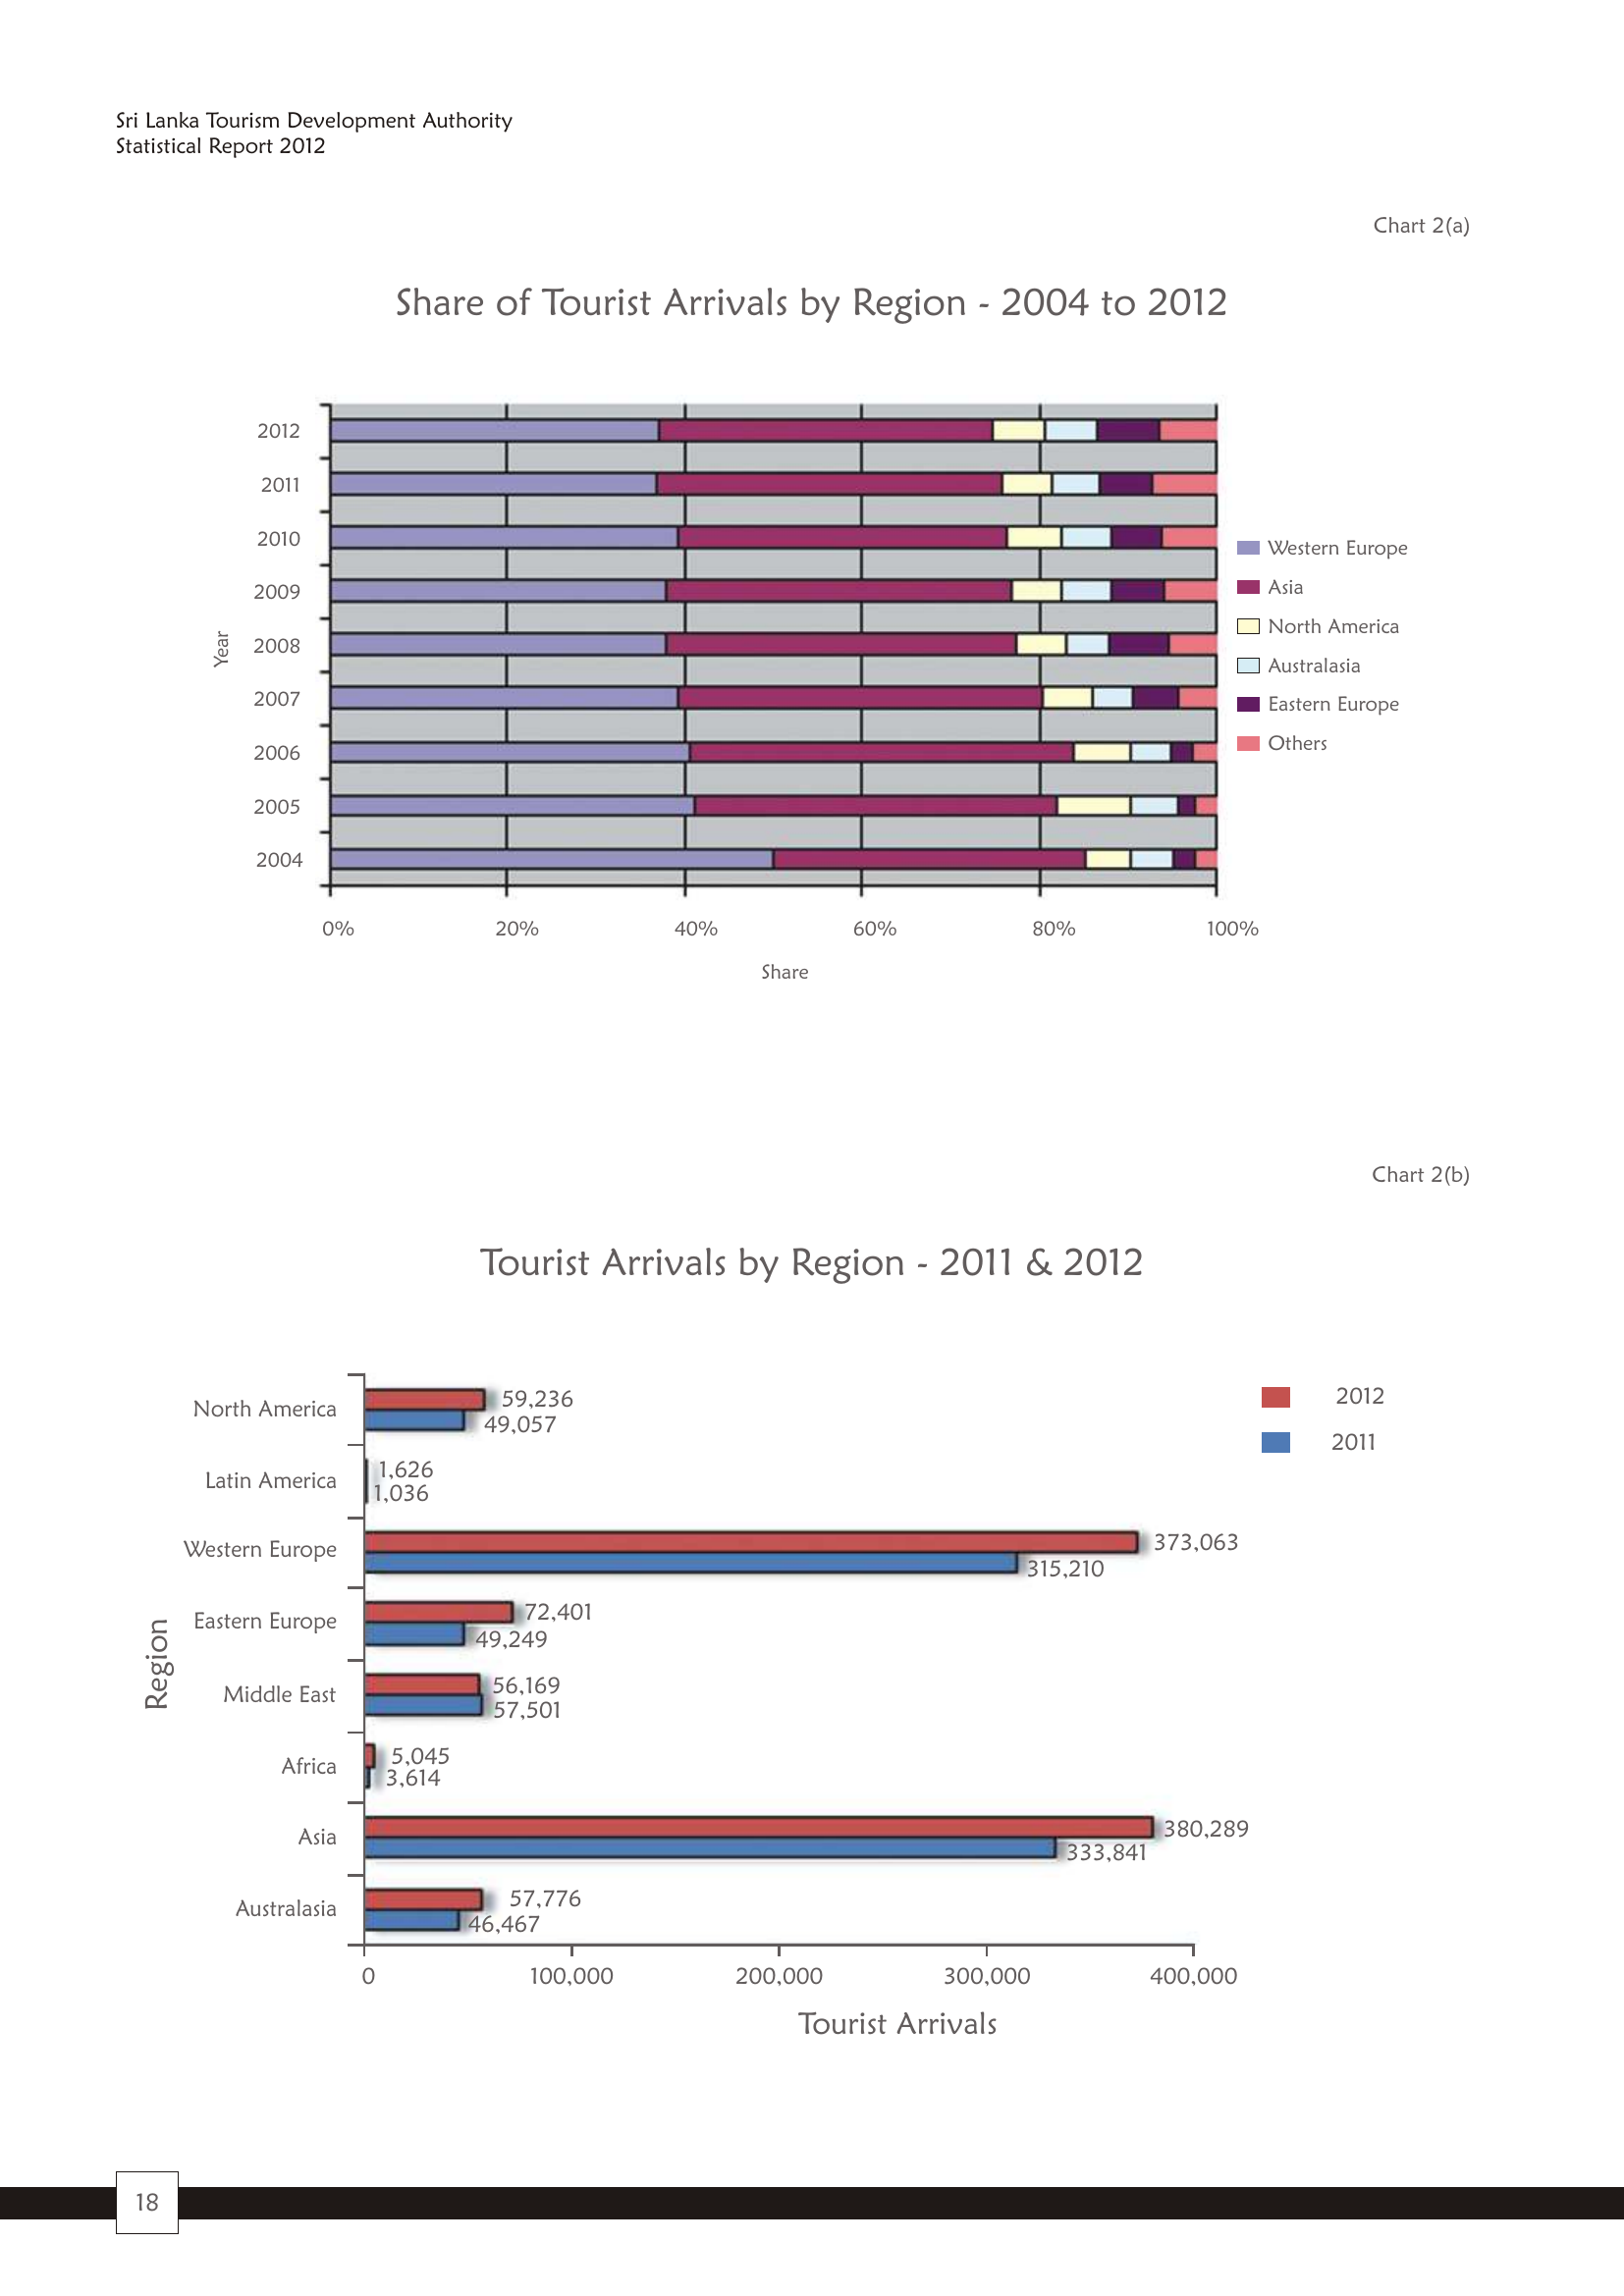 Sri Lanka Tourism Development Authority
Statistical Report 2012
Chart 2(a)
Share of Tourist Arrivals by Region - 2004 to 2012
2012
2011
2010
2009
2008
2007
2006
2005
2004
Year
0% 20% 40% 60% 80% 100%
Share
Western Europe
Asia
North America
Australasia
Eastern Europe
Others
Chart 2(b)
Tourist Arrivals by Region - 2011 & 2012
2012
2011
Region
North America 59,236
49,057
Latin America 1,626
1,036
Western Europe 373,063
315,210
Eastern Europe 72,401
49,249
Middle East 56,169
57,501
Africa 5,045
3,614
Asia 380,289
333,841
Australasia 57,776
46,467
0 100,000 200,000 300,000 400,000
Tourist Arrivals
18